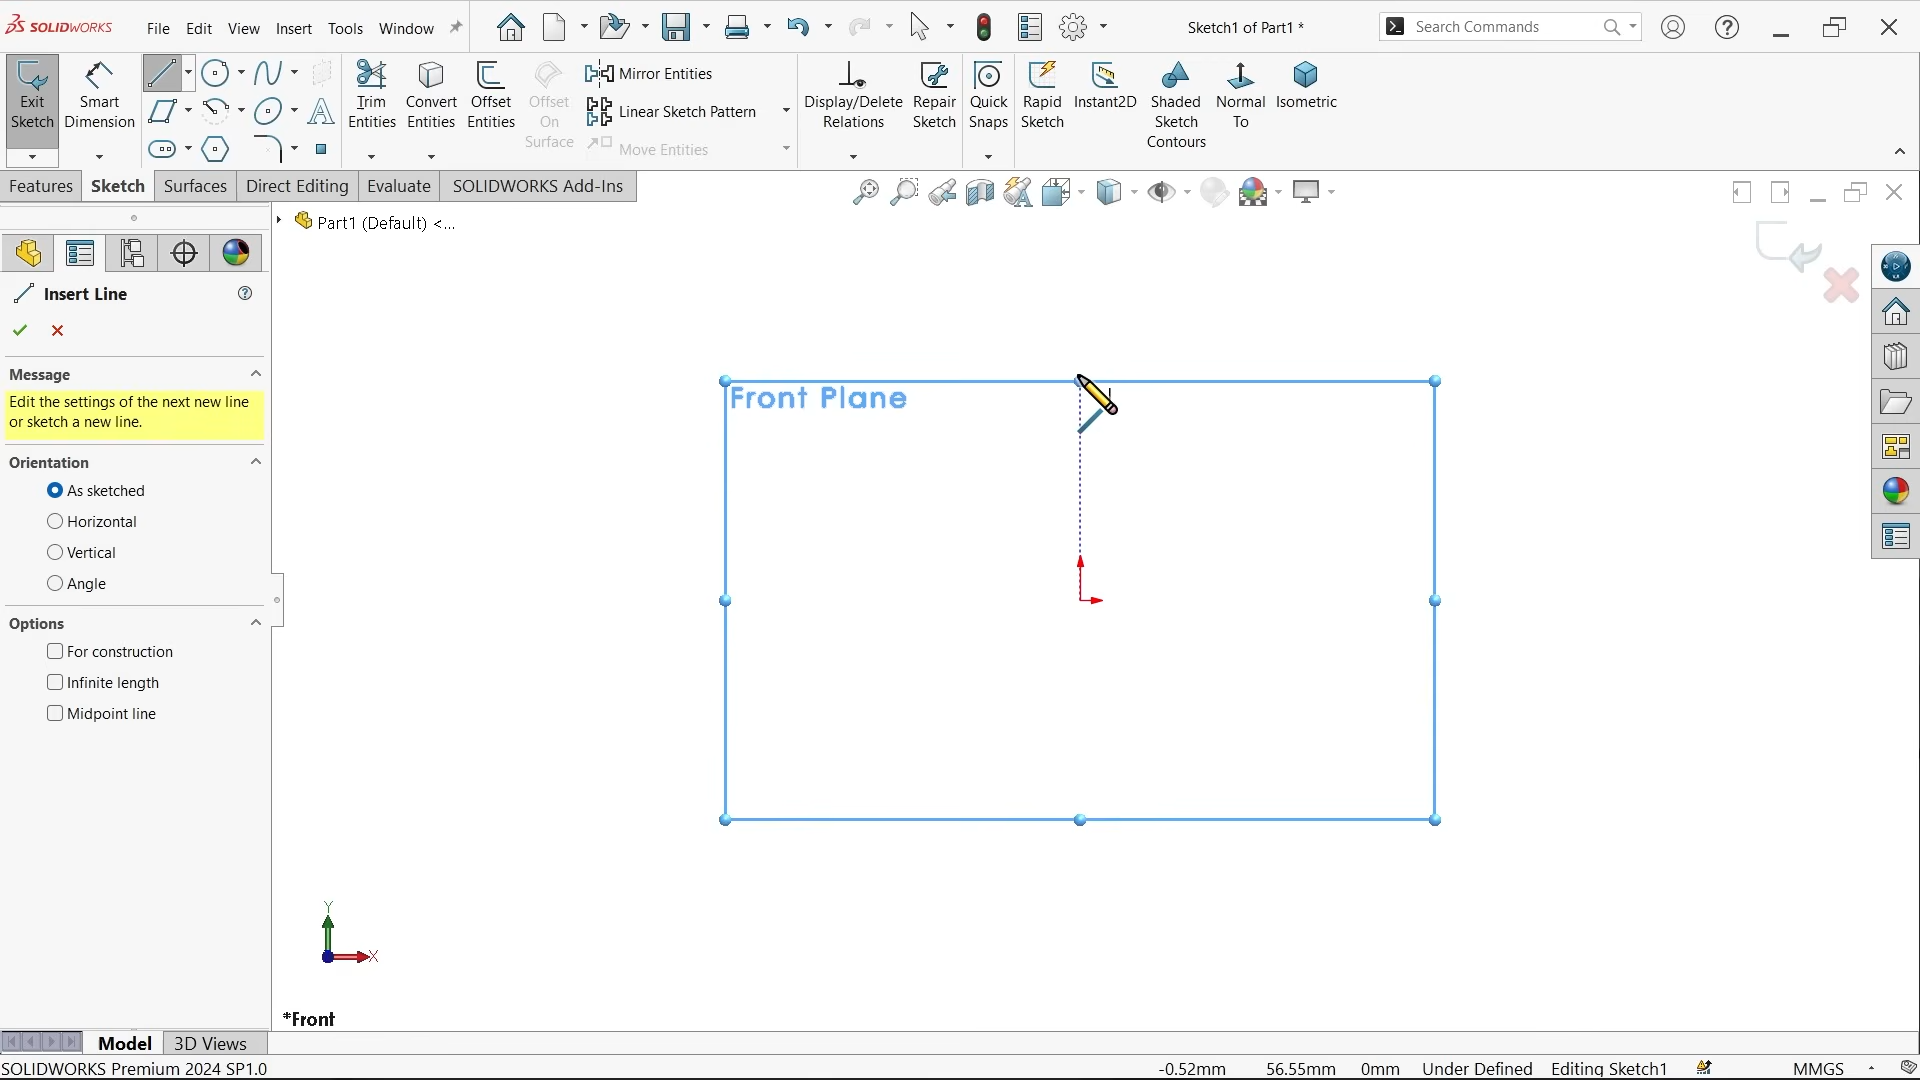 SOLIDWORKS
File Edit View Insert Tools Window
Sketch1 of Part1 *
Search Commands
Exit Sketch
Smart Dimension
Trim Entities
Convert Entities
Offset Entities
Offset On Surface
Mirror Entities
Linear Sketch Pattern
Move Entities
Display/Delete Relations
Repair Sketch
Quick Snaps
Rapid Sketch
Instant2D
Shaded Sketch Contours
Normal To
Isometric
Features Sketch Surfaces Direct Editing Evaluate SOLIDWORKS Add-Ins
Part1 (Default) <...
Insert Line
Message
Edit the settings of the next new line
or sketch a new line.
Orientation
As sketched
Horizontal
Vertical
Angle
Options
For construction
Infinite length
Midpoint line
Front Plane
Y
X
*Front
Model 3D Views
SOLIDWORKS Premium 2024 SP1.0
-0.52mm 56.55mm 0mm Under Defined Editing Sketch1 MMGS